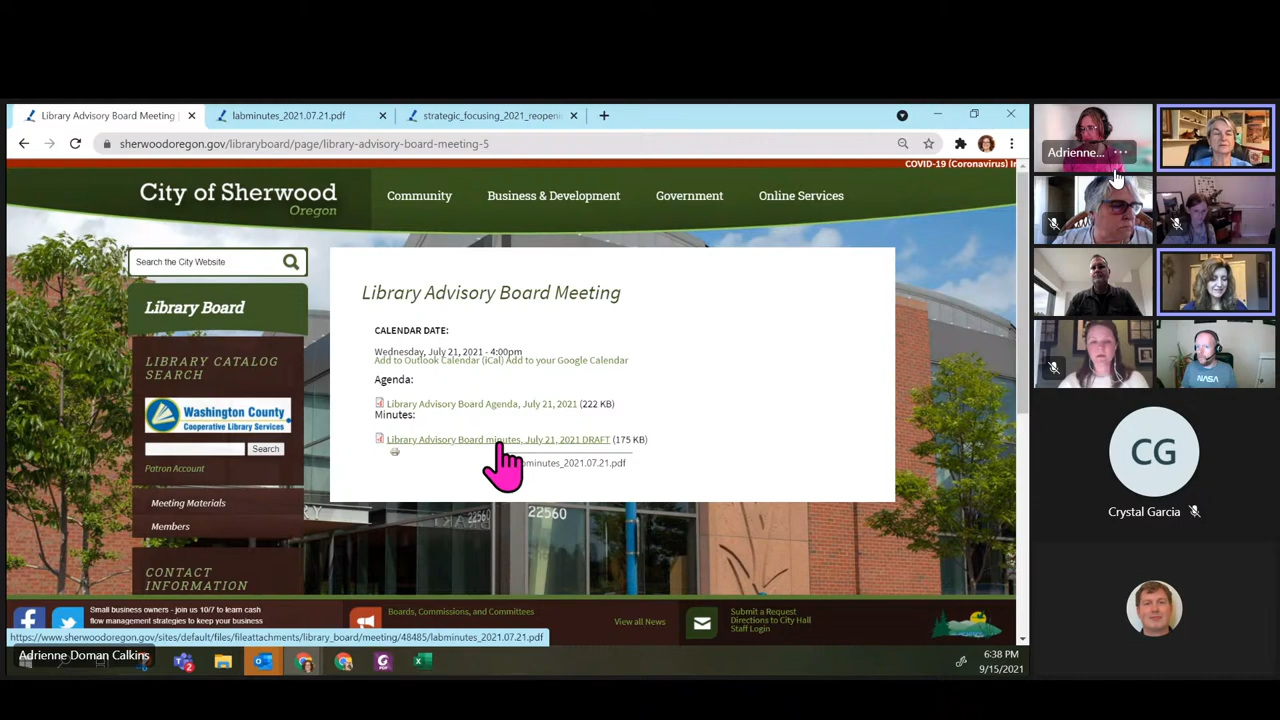 Library Advisory Board Meeting
labminutes_2021.07.21.pdf
strategic_focusing_2021_reopeni
sherwoodoregon.gov/libraryboard/page/library-advisory-board-meeting-5
COVID-19 (Coronavirus) In
City of Sherwood
Oregon
Community
Business & Development
Government
Online Services
Search the City Website
Library Board
LIBRARY CATALOG
SEARCH
Washington County
Cooperative Library Services
Search
Patron Account
Meeting Materials
Members
CONTACT
INFORMATION
Library Advisory Board Meeting
CALENDAR DATE:
Wednesday, July 21, 2021 - 4:00pm
Add to Outlook Calendar (iCal) Add to your Google Calendar
Agenda:
Library Advisory Board Agenda, July 21, 2021 (222 KB)
Minutes:
Library Advisory Board minutes, July 21, 2021 DRAFT (175 KB)
bminutes_2021.07.21.pdf
22560
22560
Small business owners - join us 10/7 to learn cash
flow management strategies to keep your business
Boards, Commissions, and Committees
View all News
Submit a Request
Directions to City Hall
Staff Login
https://www.sherwoodoregon.gov/sites/default/files/fileattachments/library_board/meeting/48485/labminutes_2021.07.21.pdf
Adrienne Doman Calkins
6:38 PM
9/15/2021
Adrienne...
NASA
CG
Crystal Garcia